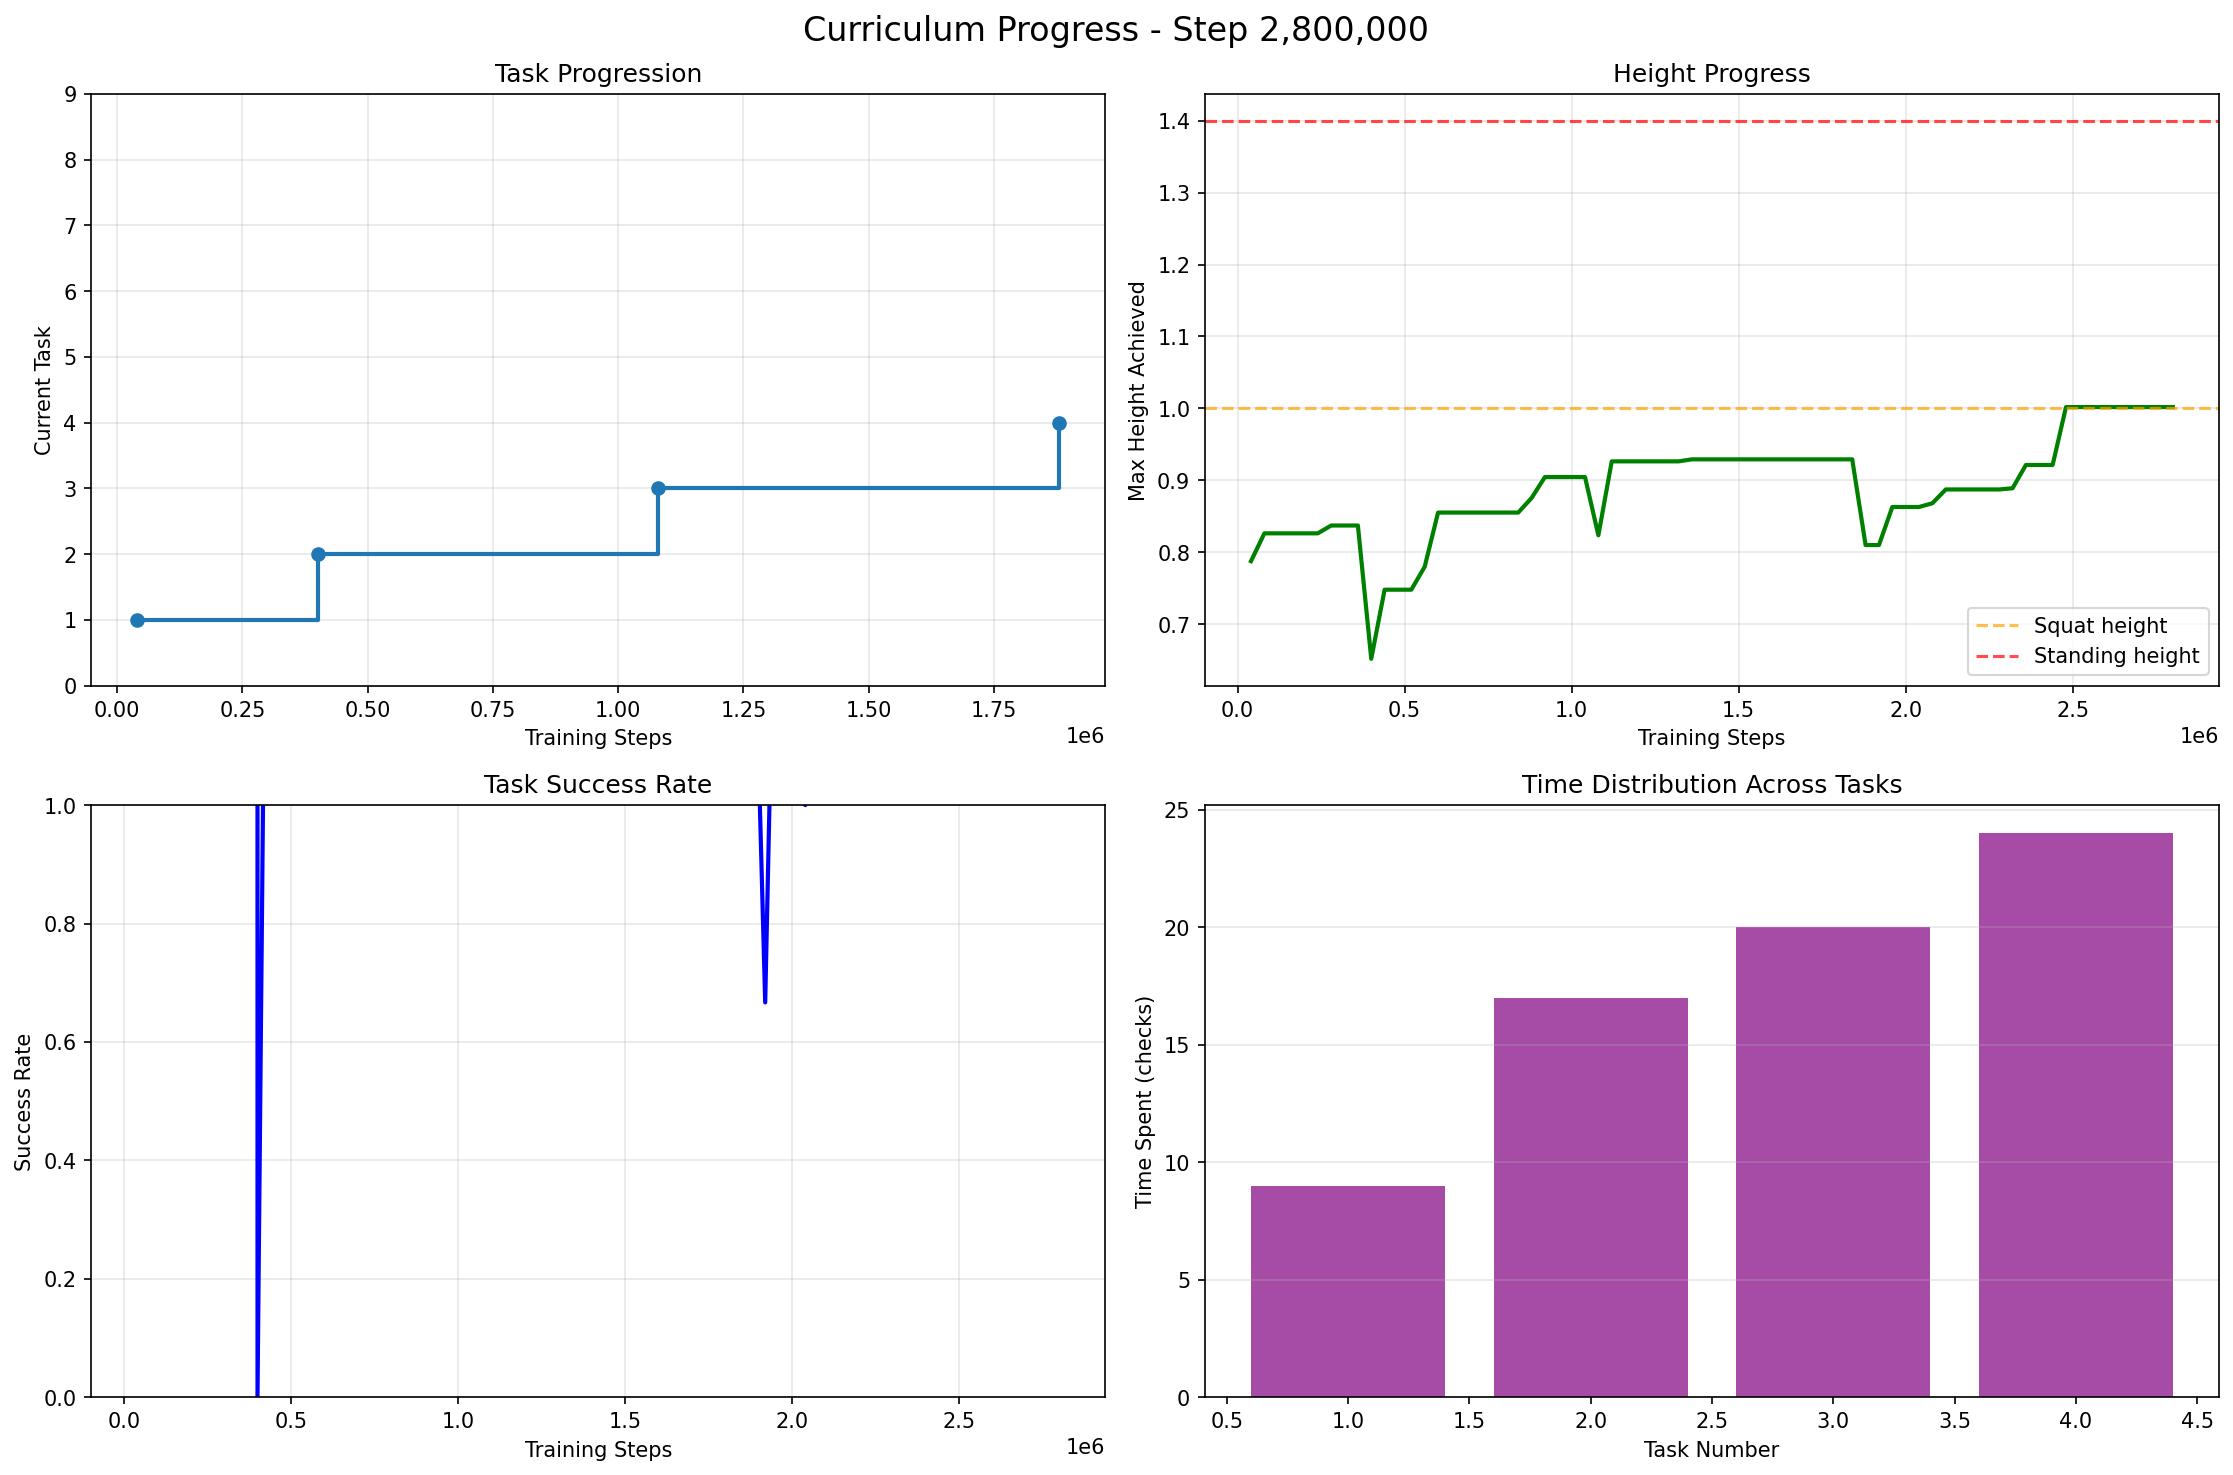 Curriculum Progress - Step 2,800,000
Task Progression
9
8
7
6
5
4
3
2
1
0
Current Task
0.00 0.25 0.50 0.75 1.00 1.25 1.50 1.75
1e6
Training Steps
Height Progress
1.4
1.3
1.2
1.1
1.0
0.9
0.8
0.7
Max Height Achieved
Squat height
Standing height
0.0 0.5 1.0 1.5 2.0 2.5
1e6
Training Steps
Task Success Rate
1.0
0.8
0.6
0.4
0.2
0.0
Success Rate
0.0 0.5 1.0 1.5 2.0 2.5
1e6
Training Steps
Time Distribution Across Tasks
25
20
15
10
5
0
Time Spent (checks)
0.5 1.0 1.5 2.0 2.5 3.0 3.5 4.0 4.5
Task Number